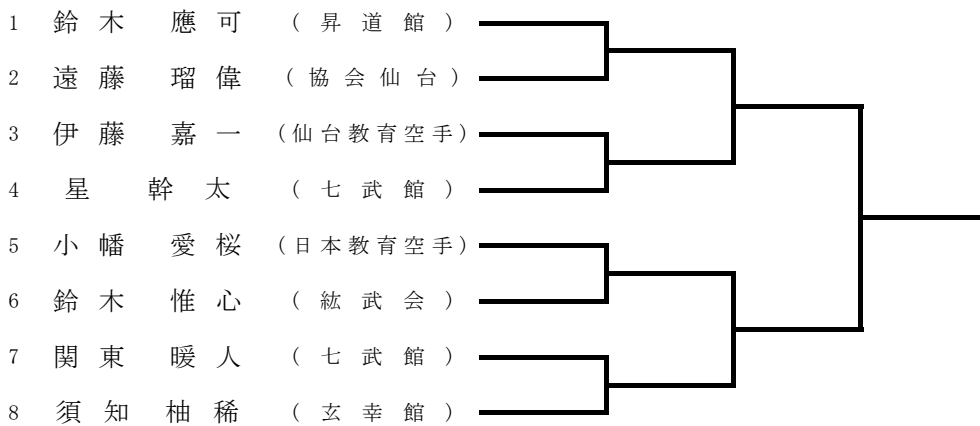 1 鈴木 應可 (昇道館)
2 遠藤 瑠偉 (協会仙台)
3 伊藤 嘉一 (仙台教育空手)
4 星 幹太 (七武館)
5 小幡 愛桜 (日本教育空手)
6 鈴木 惟心 (紘武会)
7 関東 暖人 (七武館)
8 須知 柚稀 (玄幸館)